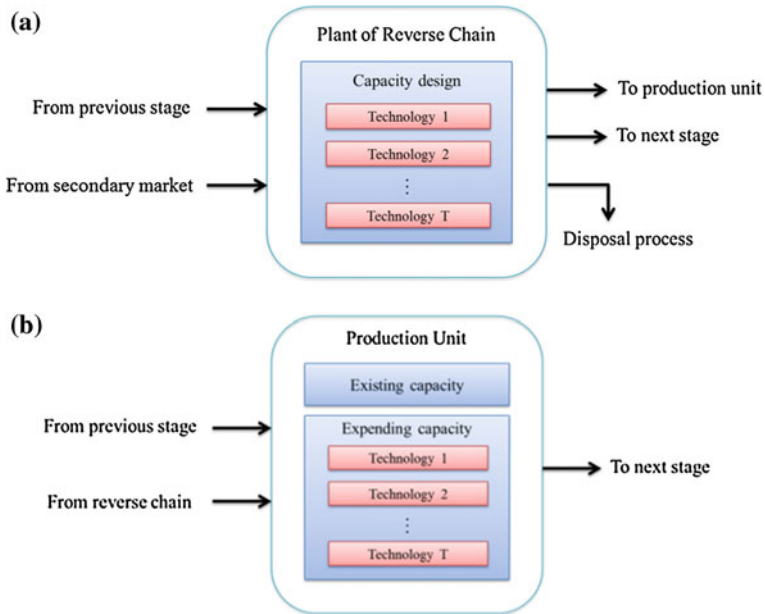 (a)
Plant of Reverse Chain
Capacity design
Technology 1
Technology 2
⋮
Technology T
From previous stage
From secondary market
To production unit
To next stage
Disposal process
(b)
Production Unit
Existing capacity
Expending capacity
Technology 1
Technology 2
⋮
Technology T
From previous stage
From reverse chain
To next stage